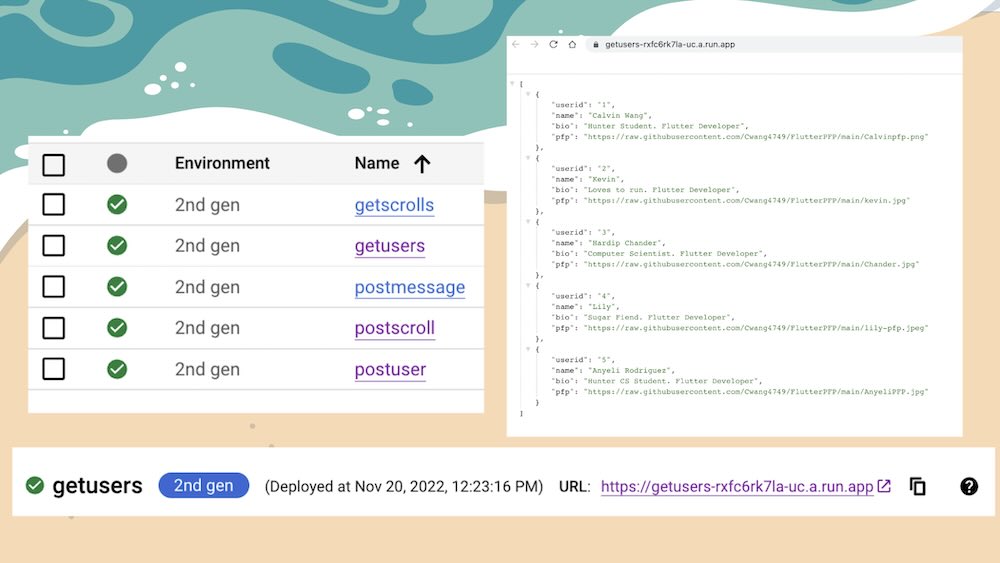 Environment Name
2nd gen getscrolls
2nd gen getusers
2nd gen postmessage
2nd gen postscroll
2nd gen postuser
getusers-rxfc6rk7la-uc.a.run.app
[
{
"userid": "1",
"name": "Calvin Wang",
"bio": "Hunter Student. Flutter Developer",
"pfp": "https://raw.githubusercontent.com/Cwang4749/FlutterPFP/main/Calvinpfp.png"
},
{
"userid": "2",
"name": "Kevin",
"bio": "Loves to run. Flutter Developer",
"pfp": "https://raw.githubusercontent.com/Cwang4749/FlutterPFP/main/kevin.jpg"
},
{
"userid": "3",
"name": "Hardip Chander",
"bio": "Computer Scientist. Flutter Developer",
"pfp": "https://raw.githubusercontent.com/Cwang4749/FlutterPFP/main/Chander.jpg"
},
{
"userid": "4",
"name": "Lily",
"bio": "Sugar Fiend. Flutter Developer",
"pfp": "https://raw.githubusercontent.com/Cwang4749/FlutterPFP/main/lily-pfp.jpeg"
},
{
"userid": "5",
"name": "Anyeli Rodriguez",
"bio": "Hunter CS Student. Flutter Developer",
"pfp": "https://raw.githubusercontent.com/Cwang4749/FlutterPFP/main/AnyeliPFP.jpg"
}
]
getusers 2nd gen (Deployed at Nov 20, 2022, 12:23:16 PM) URL: https://getusers-rxfc6rk7la-uc.a.run.app